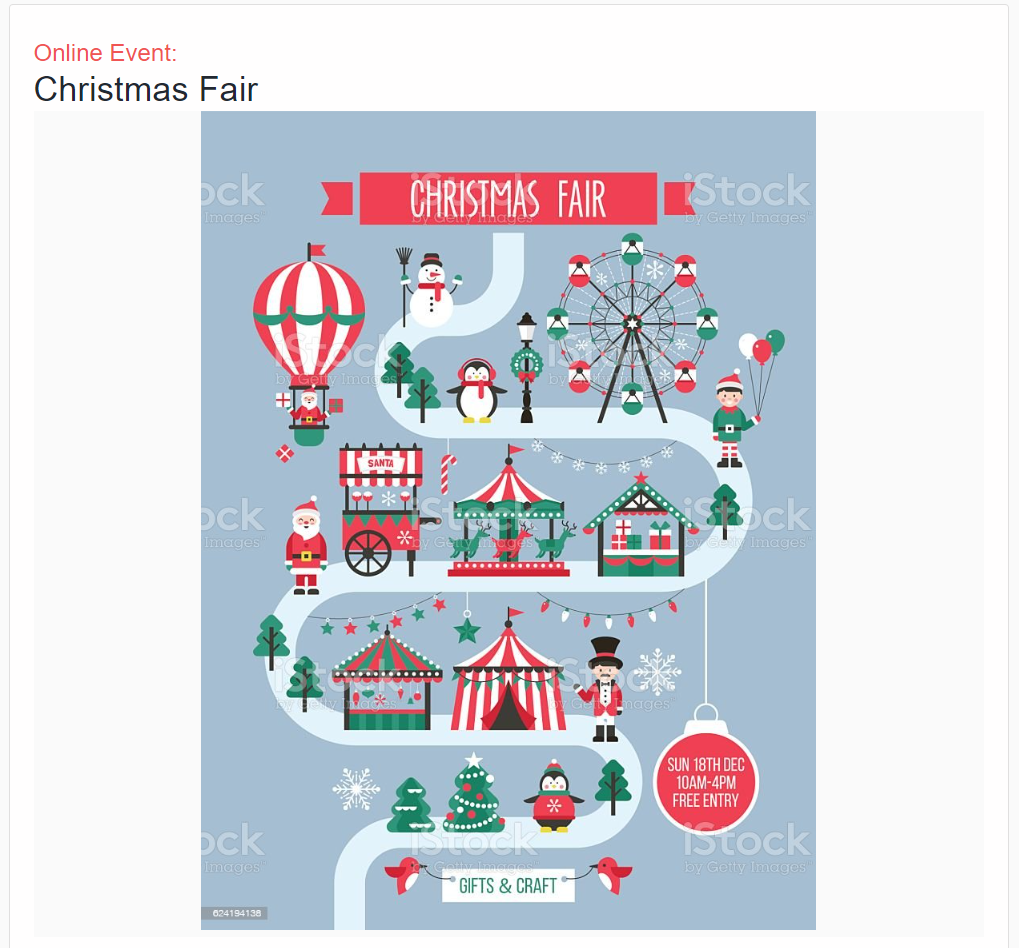 Online Event:
Christmas Fair
CHRISTMAS FAIR
iStock
by Getty Images
SANTA
SUN 18TH DEC
10AM-4PM
FREE ENTRY
GIFTS & CRAFT
624194138